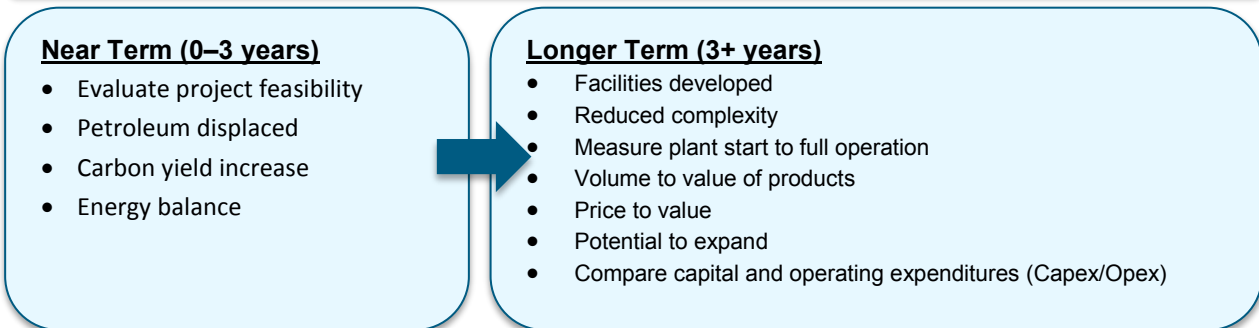 Near Term (0–3 years)
• Evaluate project feasibility
• Petroleum displaced
• Carbon yield increase
• Energy balance
Longer Term (3+ years)
• Facilities developed
• Reduced complexity
• Measure plant start to full operation
• Volume to value of products
• Price to value
• Potential to expand
• Compare capital and operating expenditures (Capex/Opex)